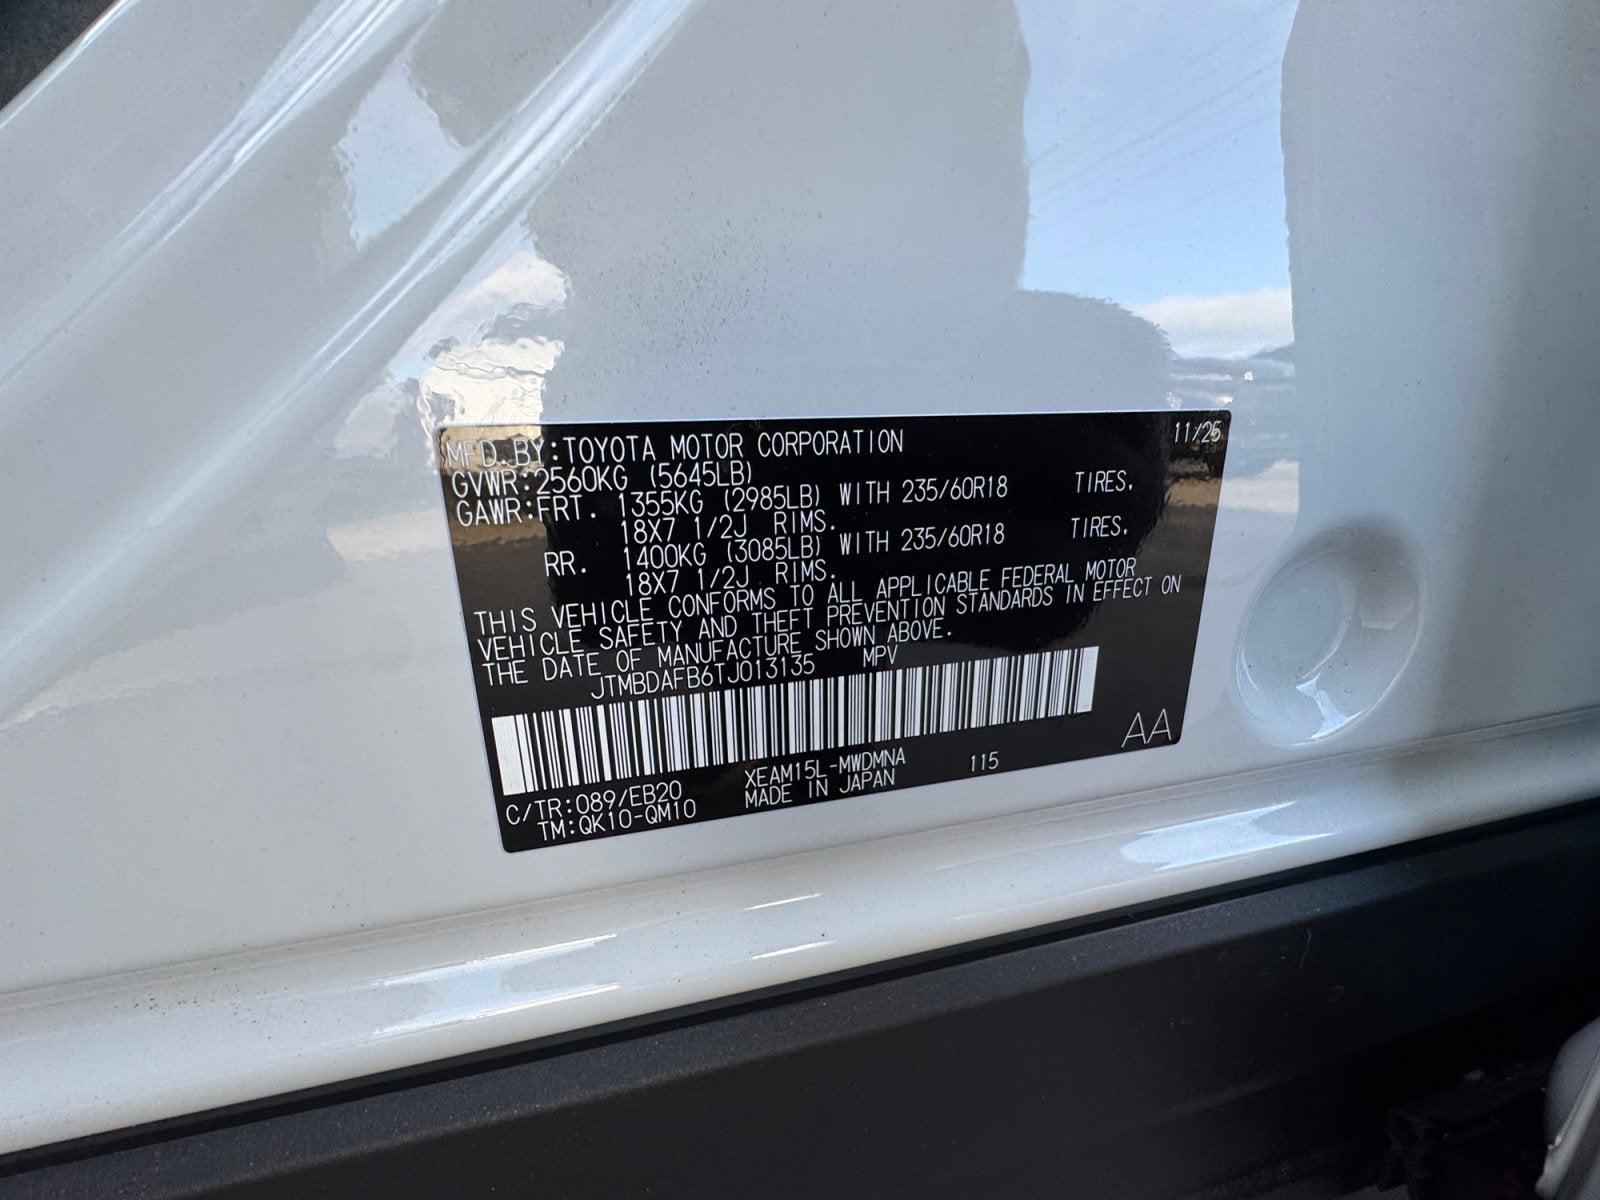 MFD. BY:TOYOTA MOTOR CORPORATION 11/25
GVWR:2560KG (5645LB)
GAWR:FRT. 1355KG (2985LB) WITH 235/60R18 TIRES,
18X7 1/2J RIMS.
RR. 1400KG (3085LB) WITH 235/60R18 TIRES,
18X7 1/2J RIMS.
THIS VEHICLE CONFORMS TO ALL APPLICABLE FEDERAL MOTOR
VEHICLE SAFETY AND THEFT PREVENTION STANDARDS IN EFFECT ON
THE DATE OF MANUFACTURE SHOWN ABOVE.
JTMBDAFB6TJ013135 MPV
AA
C/TR:089/EB20 XEAM15L-MWDMNA 115
TM:QK10-QM10 MADE IN JAPAN